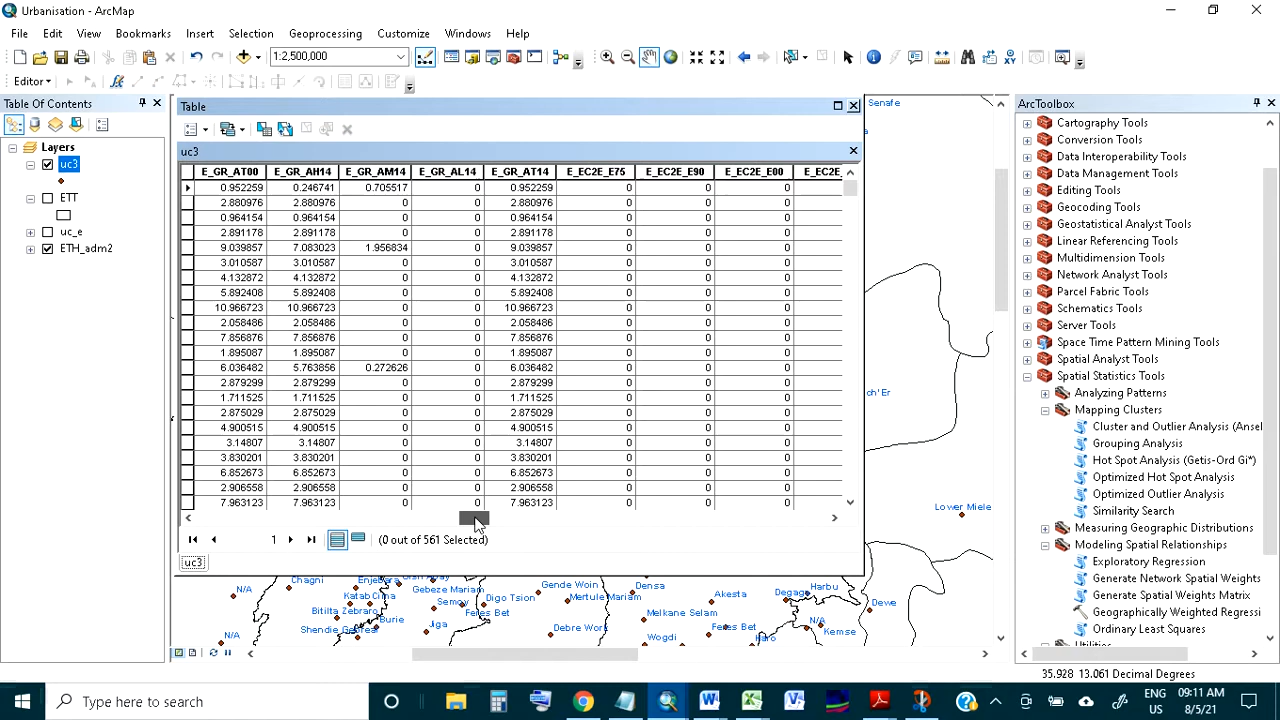 Urbanisation - ArcMap
File Edit View Bookmarks Insert Selection Geoprocessing Customize Windows Help
1:2,500,000
Editor
Table Of Contents
Layers
uc3
ETT
uc_e
ETH_adm2
Table
uc3
E_GR_AT00 E_GR_AH14 E_GR_AM14 E_GR_AL14 E_GR_AT14 E_EC2E_E75 E_EC2E_E90 E_EC2E_E00 E_EC2E_
0.952259 0.246741 0.705517 0 0.952259 0 0 0
2.880976 2.880976 0 0 2.880976 0 0 0
0.964154 0.964154 0 0 0.964154 0 0 0
2.891178 2.891178 0 0 2.891178 0 0 0
9.039857 7.083023 1.956834 0 9.039857 0 0 0
3.010587 3.010587 0 0 3.010587 0 0 0
4.132872 4.132872 0 0 4.132872 0 0 0
5.892408 5.892408 0 0 5.892408 0 0 0
10.966723 10.966723 0 0 10.966723 0 0 0
2.058486 2.058486 0 0 2.058486 0 0 0
7.856876 7.856876 0 0 7.856876 0 0 0
1.895087 1.895087 0 0 1.895087 0 0 0
6.036482 5.763856 0.272626 0 6.036482 0 0 0
2.879299 2.879299 0 0 2.879299 0 0 0
1.711525 1.711525 0 0 1.711525 0 0 0
2.875029 2.875029 0 0 2.875029 0 0 0
4.900515 4.900515 0 0 4.900515 0 0 0
3.14807 3.14807 0 0 3.14807 0 0 0
3.830201 3.830201 0 0 3.830201 0 0 0
6.852673 6.852673 0 0 6.852673 0 0 0
2.906558 2.906558 0 0 2.906558 0 0 0
7.963123 7.963123 0 0 7.963123 0 0 0
1 (0 out of 561 Selected)
uc3
Senafe
ch'Er
Lower Miele
Chagni
Gebeze Mariam
Gende Woin
Densa
Harbu
Bitilta Zebraro
Burie
Semoy
Digo Tsion
Mertule Mariam
Akesta
Degaga
Dewe
N/A
Shendie Gebreal
Jiga
Feres Bet
Debre Work
Melkane Selam
Wogdi
Feres Bet
N/A
Kemse
ArcToolbox
Cartography Tools
Conversion Tools
Data Interoperability Tools
Data Management Tools
Editing Tools
Geocoding Tools
Geostatistical Analyst Tools
Linear Referencing Tools
Multidimension Tools
Network Analyst Tools
Parcel Fabric Tools
Schematics Tools
Server Tools
Space Time Pattern Mining Tools
Spatial Analyst Tools
Spatial Statistics Tools
Analyzing Patterns
Mapping Clusters
Cluster and Outlier Analysis (Ansel
Grouping Analysis
Hot Spot Analysis (Getis-Ord Gi*)
Optimized Hot Spot Analysis
Optimized Outlier Analysis
Similarity Search
Measuring Geographic Distributions
Modeling Spatial Relationships
Exploratory Regression
Generate Network Spatial Weights
Generate Spatial Weights Matrix
Geographically Weighted Regressi
Ordinary Least Squares
Utilities
35.928 13.061 Decimal Degrees
Type here to search
ENG
US
09:11 AM
8/5/21